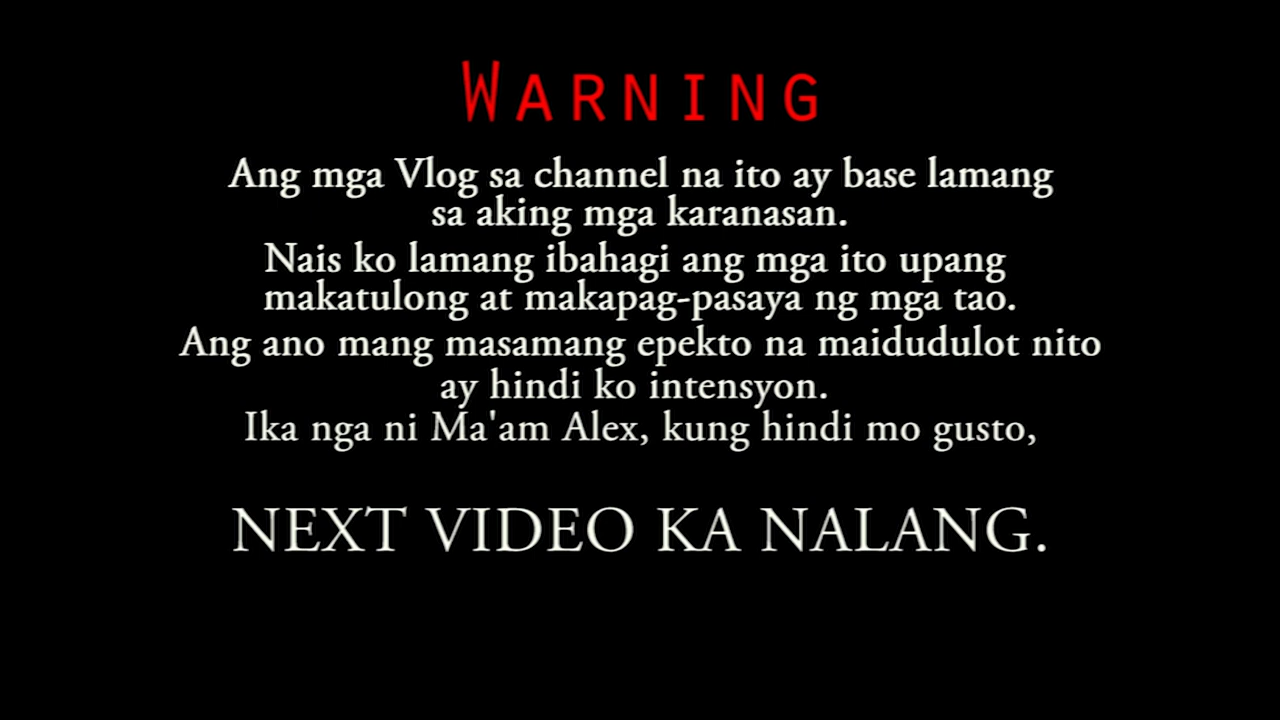 WARNING
Ang mga Vlog sa channel na ito ay base lamang
sa aking mga karanasan.
Nais ko lamang ibahagi ang mga ito upang
makatulong at makapag-pasaya ng mga tao.
Ang ano mang masamang epekto na maidudulot nito
ay hindi ko intensyon.
Ika nga ni Ma'am Alex, kung hindi mo gusto,
NEXT VIDEO KA NALANG.